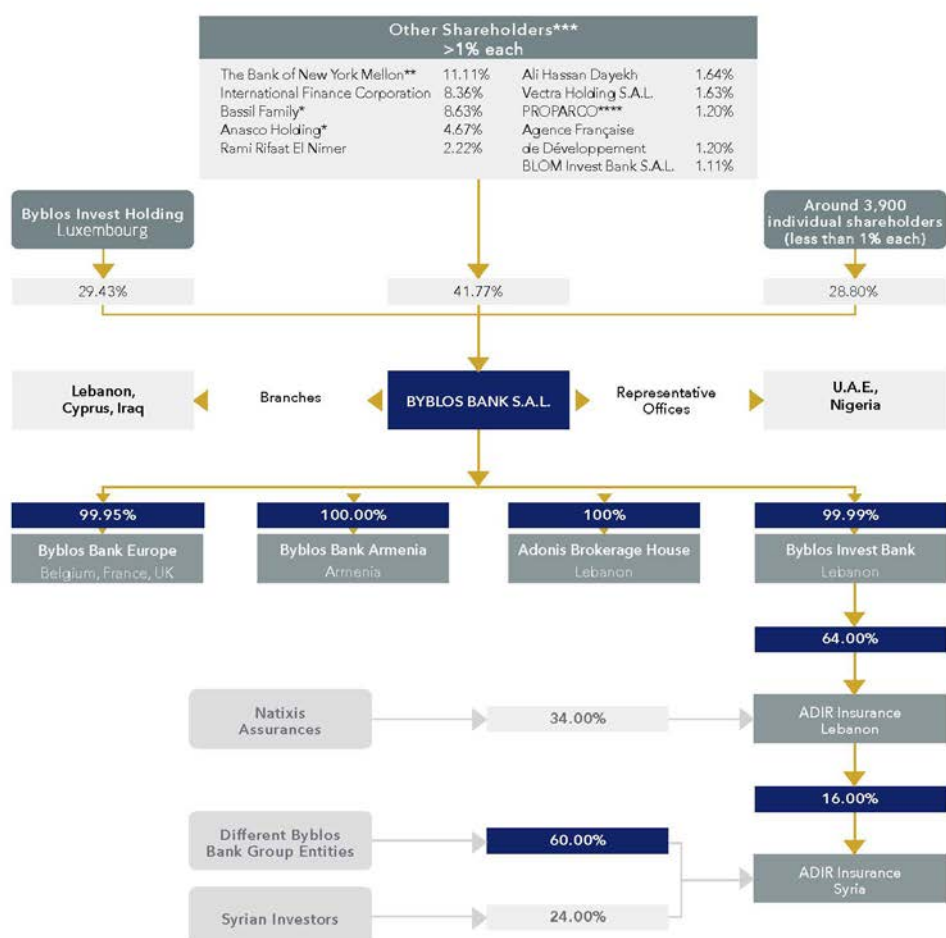 Other Shareholders***
>1% each
The Bank of New York Mellon** 11.11%
International Finance Corporation 8.36%
Bassil Family* 8.63%
Anasco Holding* 4.67%
Rami Rifaat El Nimer 2.22%
Ali Hassan Dayekh 1.64%
Vectra Holding S.A.L. 1.63%
PROPARCO**** 1.20%
Agence Française
de Développement 1.20%
BLOM Invest Bank S.A.L. 1.11%
Byblos Invest Holding
Luxembourg
Around 3,900
individual shareholders
(less than 1% each)
29.43%
41.77%
28.80%
Lebanon,
Cyprus, Iraq
Branches
BYBLOS BANK S.A.L.
Representative
Offices
U.A.E.,
Nigeria
99.95%
Byblos Bank Europe
Belgium, France, UK
100.00%
Byblos Bank Armenia
Armenia
100%
Adonis Brokerage House
Lebanon
99.99%
Byblos Invest Bank
Lebanon
64.00%
Natixis
Assurances
34.00%
ADIR Insurance
Lebanon
16.00%
Different Byblos
Bank Group Entities
60.00%
ADIR Insurance
Syria
Syrian Investors
24.00%